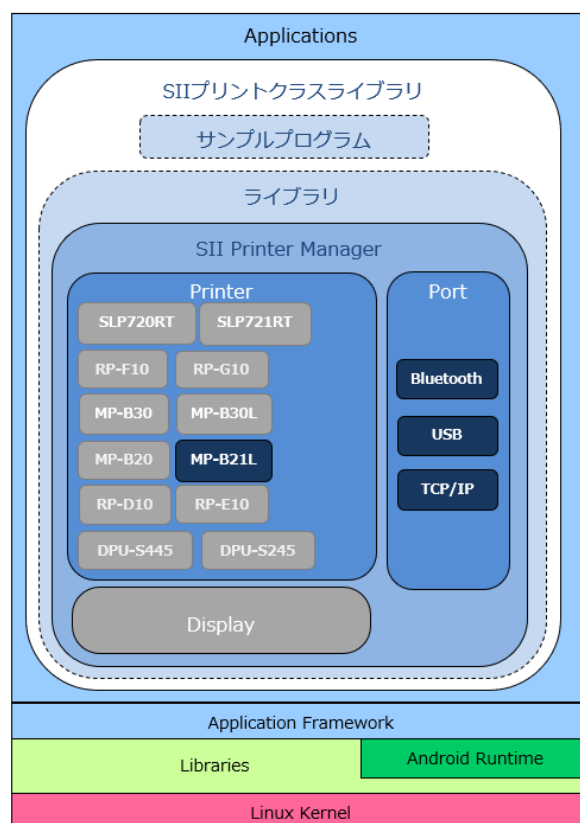 Applications
SIIプリントクラスライブラリ
サンプルプログラム
ライブラリ
SII Printer Manager
Printer
Port
SLP720RT
SLP721RT
RP-F10
RP-G10
Bluetooth
MP-B30
MP-B30L
USB
MP-B20
MP-B21L
TCP/IP
RP-D10
RP-E10
DPU-S445
DPU-S245
Display
Application Framework
Libraries
Android Runtime
Linux Kernel